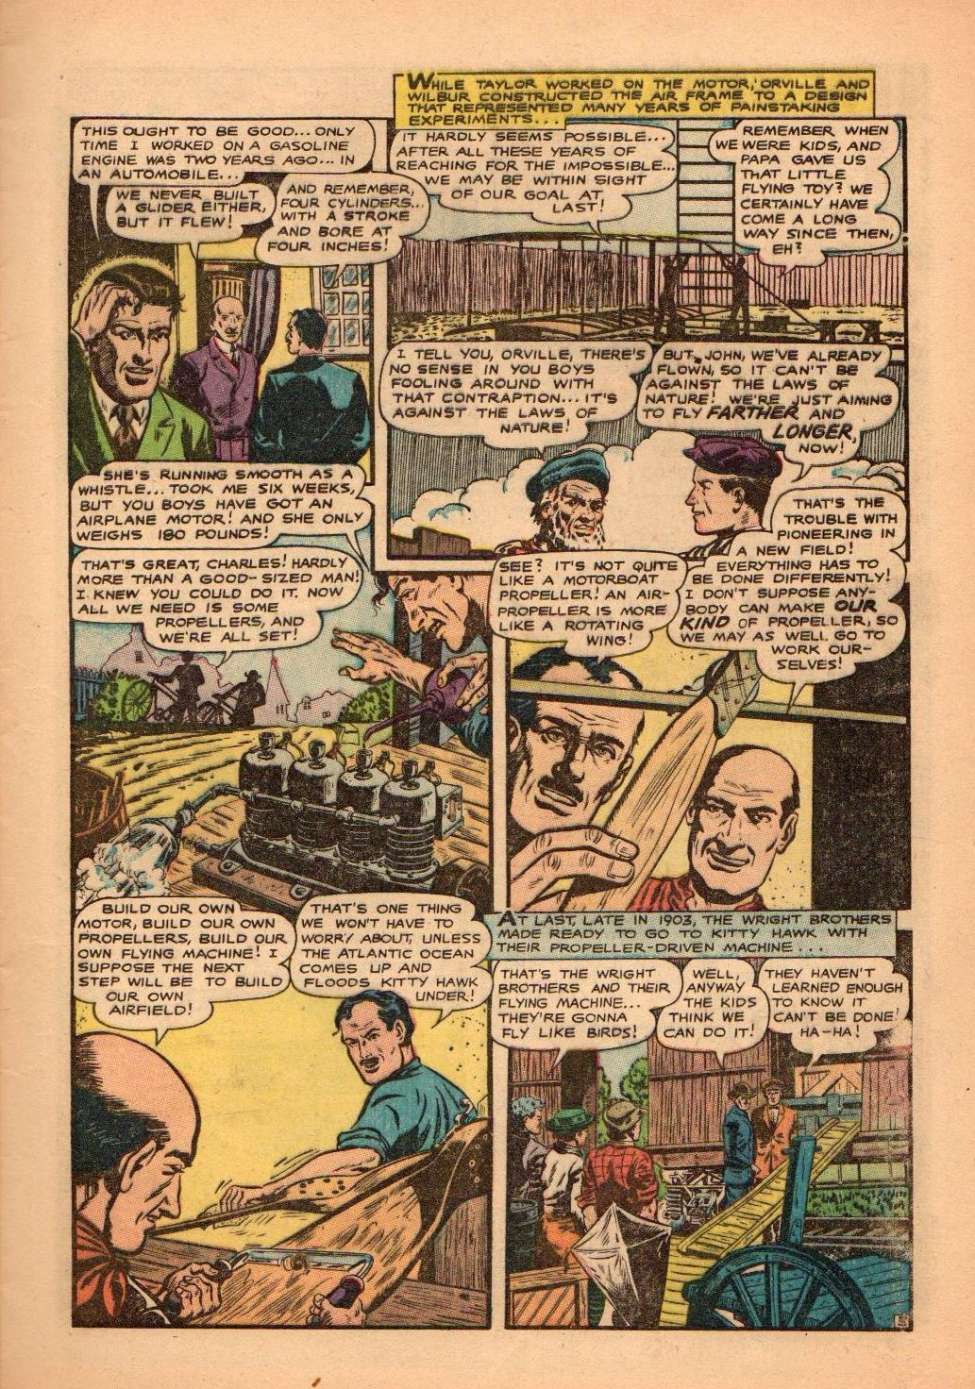 THIS OUGHT TO BE GOOD... ONLY
TIME I WORKED ON A GASOLINE
ENGINE WAS TWO YEARS AGO... IN
AN AUTOMOBILE...
WE NEVER BUILT
A GLIDER EITHER,
BUT IT FLEW!
AND REMEMBER,
FOUR CYLINDERS...
WITH A STROKE
AND BORE AT
FOUR INCHES!
WHILE TAYLOR WORKED ON THE MOTOR, ORVILLE AND
WILBUR CONSTRUCTED THE AIR FRAME TO A DESIGN
THAT REPRESENTED MANY YEARS OF PAINSTAKING
EXPERIMENTS...
IT HARDLY SEEMS POSSIBLE...
AFTER ALL THESE YEARS OF
REACHING FOR THE IMPOSSIBLE...
WE MAY BE WITHIN SIGHT
OF OUR GOAL AT
LAST!
REMEMBER WHEN
WE WERE KIDS, AND
PAPA GAVE US
THAT LITTLE
FLYING TOY? WE
CERTAINLY HAVE
COME A LONG
WAY SINCE THEN,
EH?
I TELL YOU, ORVILLE, THERE'S
NO SENSE IN YOU BOYS
FOOLING AROUND WITH
THAT CONTRAPTION... IT'S
AGAINST THE LAWS OF
NATURE!
BUT, JOHN, WE'VE ALREADY
FLOWN, SO IT CAN'T BE
AGAINST THE LAWS OF
NATURE! WE'RE JUST AIMING
TO FLY FARTHER AND
LONGER,
NOW!
SHE'S RUNNING SMOOTH AS A
WHISTLE... TOOK ME SIX WEEKS,
BUT YOU BOYS HAVE GOT AN
AIRPLANE MOTOR! AND SHE ONLY
WEIGHS 180 POUNDS!
THAT'S GREAT, CHARLES! HARDLY
MORE THAN A GOOD-SIZED MAN!
I KNEW YOU COULD DO IT. NOW
ALL WE NEED IS SOME
PROPELLERS, AND
WE'RE ALL SET!
SEE? IT'S NOT QUITE
LIKE A MOTORBOAT
PROPELLER! AN AIR-
PROPELLER IS MORE
LIKE A ROTATING
WING!
THAT'S THE
TROUBLE WITH
PIONEERING IN
A NEW FIELD!
EVERYTHING HAS TO
BE DONE DIFFERENTLY!
I DON'T SUPPOSE ANY-
BODY CAN MAKE OUR
KIND OF PROPELLER, SO
WE MAY AS WELL GO TO
WORK OUR-
SELVES!
BUILD OUR OWN
MOTOR, BUILD OUR OWN
PROPELLERS, BUILD OUR
OWN FLYING MACHINE! I
SUPPOSE THE NEXT
STEP WILL BE TO BUILD
OUR OWN
AIRFIELD!
THAT'S ONE THING
WE WON'T HAVE TO
WORRY ABOUT, UNLESS
THE ATLANTIC OCEAN
COMES UP AND
FLOODS KITTY HAWK
UNDER!
AT LAST, LATE IN 1903, THE WRIGHT BROTHERS
MADE READY TO GO TO KITTY HAWK WITH
THEIR PROPELLER-DRIVEN MACHINE...
THAT'S THE WRIGHT
BROTHERS AND THEIR
FLYING MACHINE...
THEY'RE GONNA
FLY LIKE BIRDS!
WELL,
ANYWAY
THE KIDS
THINK WE
CAN DO IT!
THEY HAVEN'T
LEARNED ENOUGH
TO KNOW IT
CAN'T BE DONE!
HA-HA!